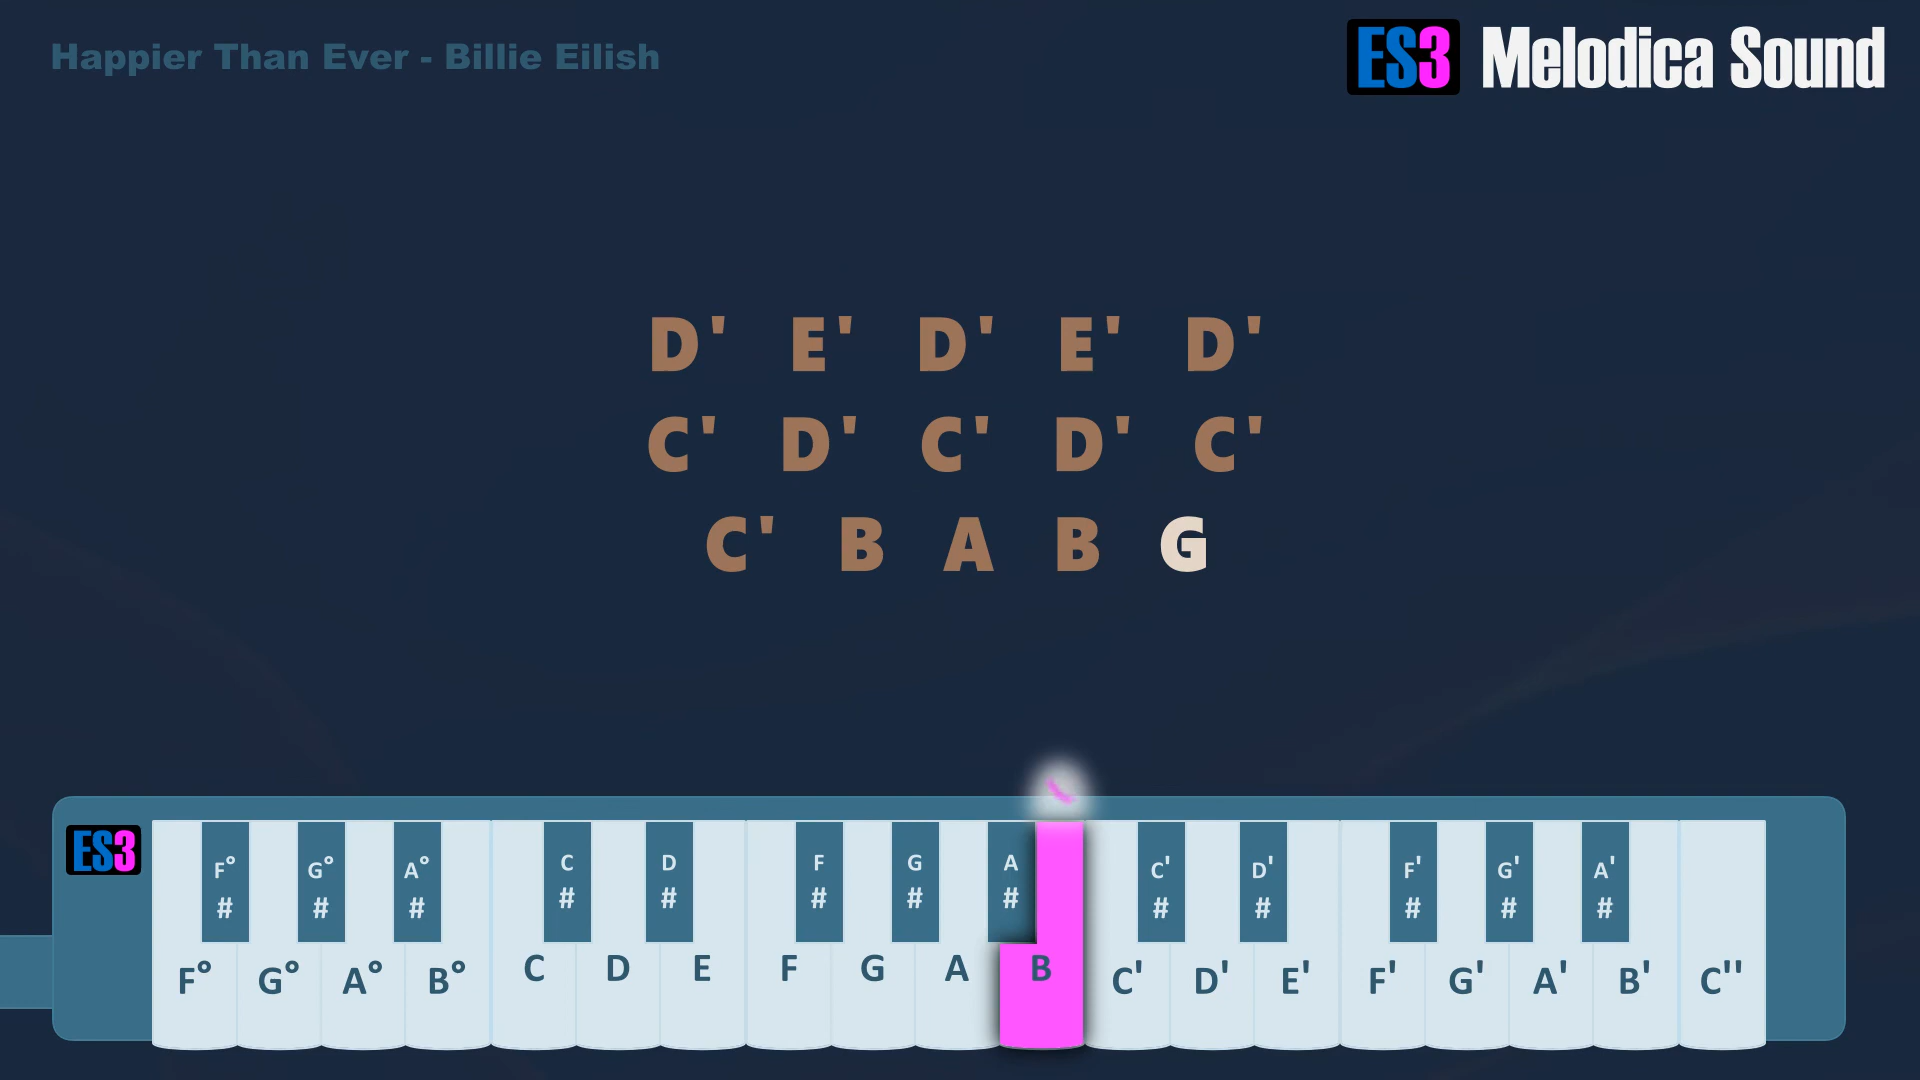 Happier Than Ever - Billie Eilish
ES3 Melodica Sound
D' E' D' E' D'
C' D' C' D' C'
C' B A B G
ES3
F° G° A° C D F G A C' D' F' G' A'
# # # # # # # # # # # # #
F° G° A° B° C D E F G A B C' D' E' F' G' A' B' C''